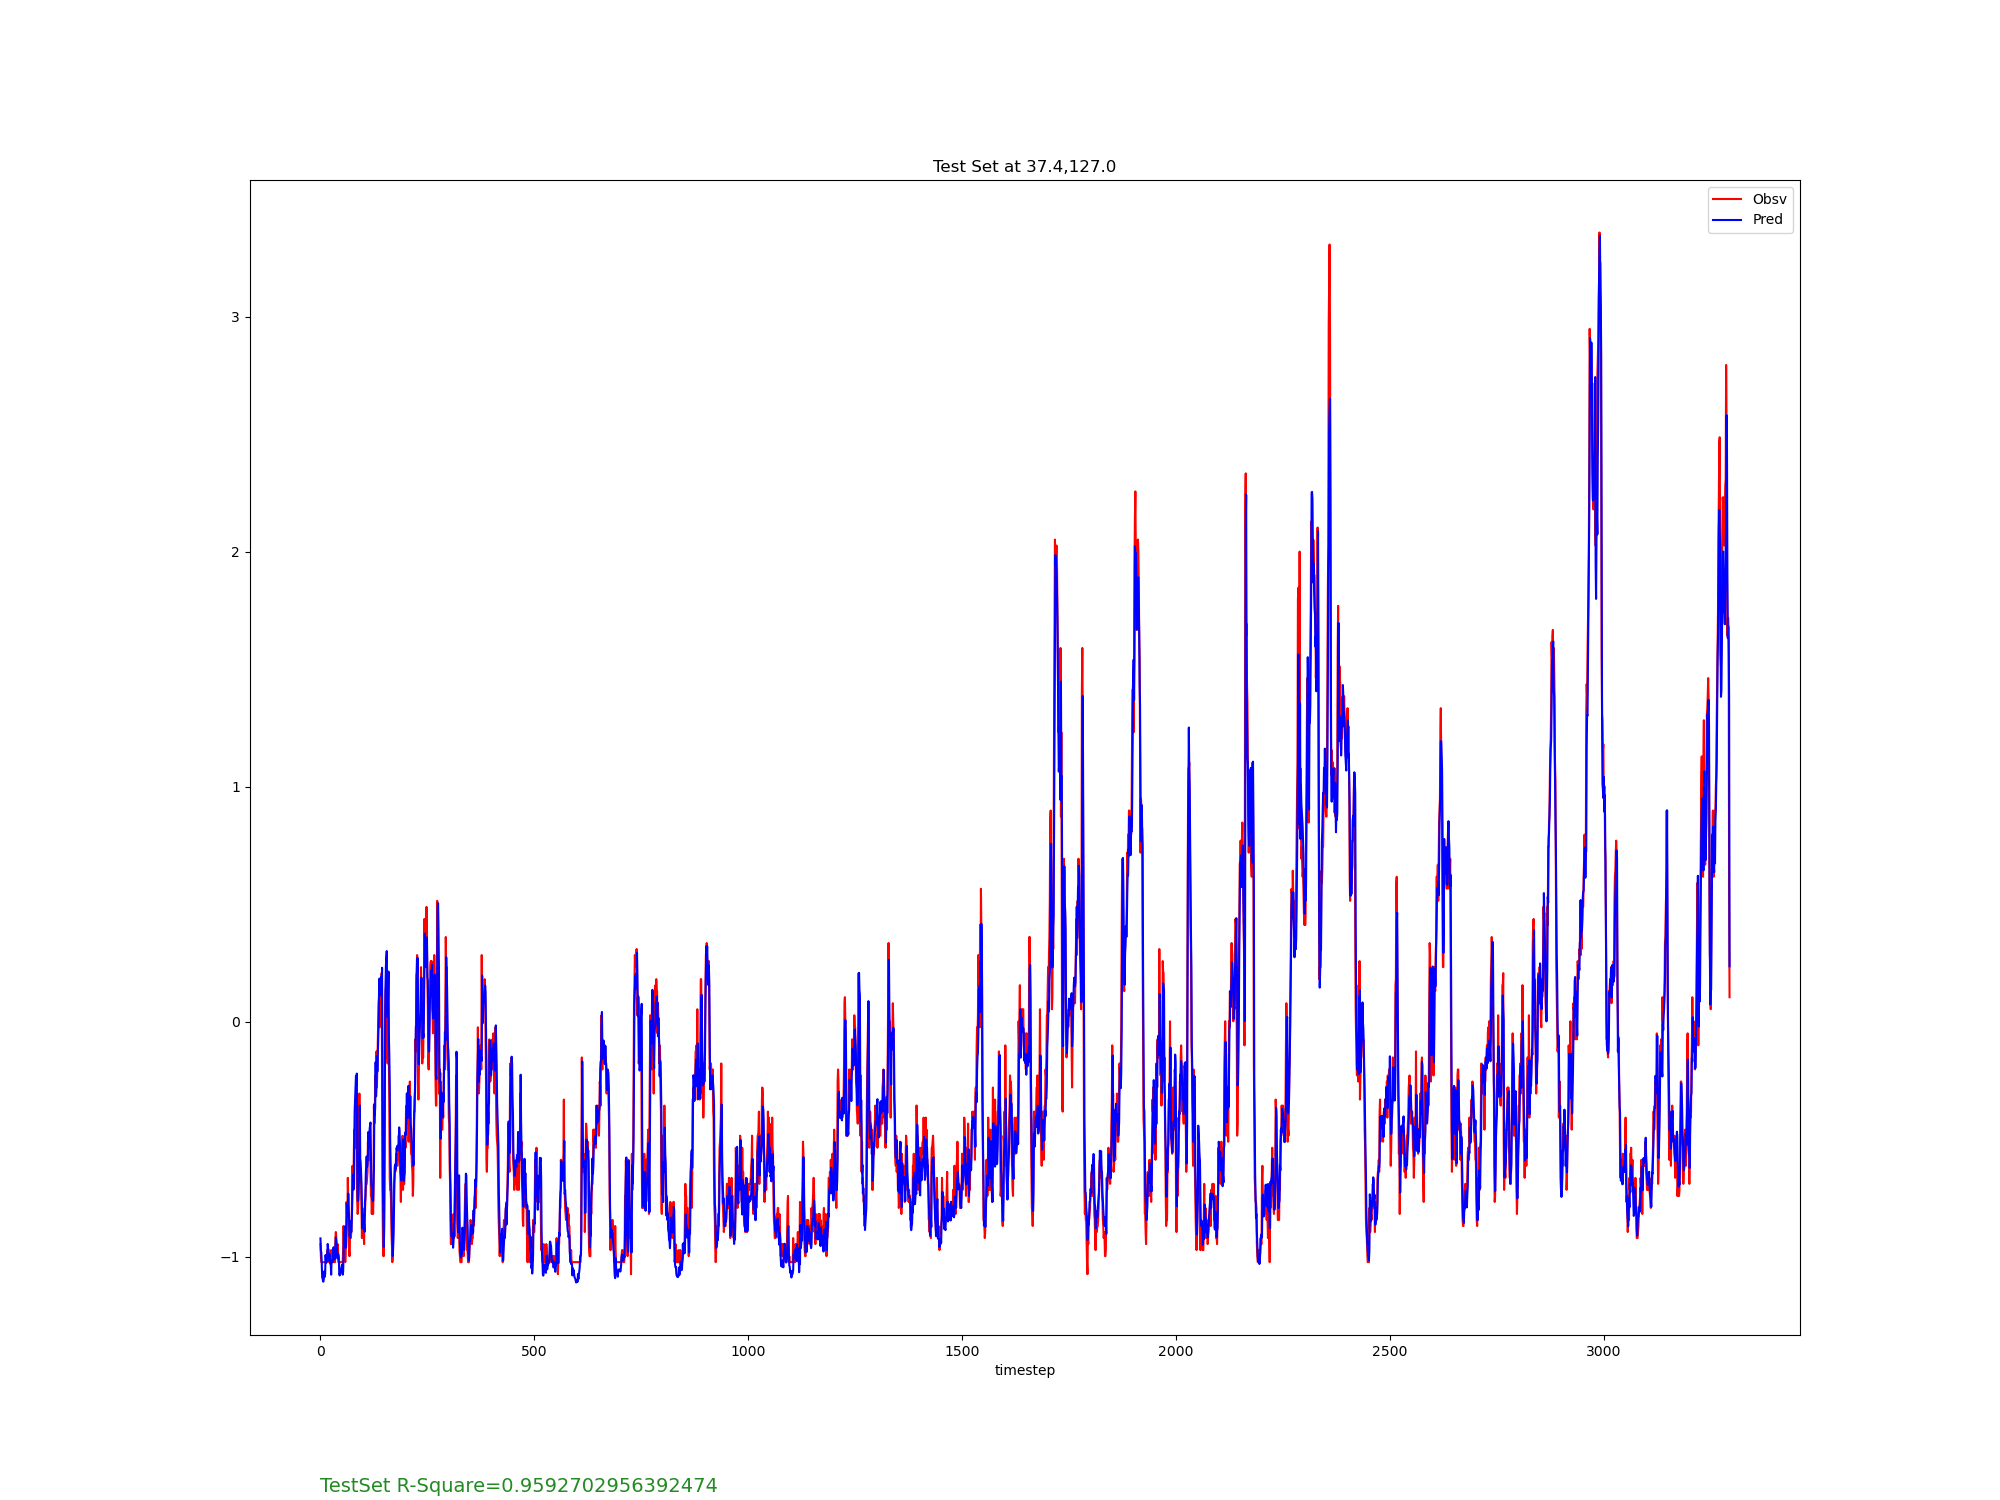 Test Set at 37.4,127.0
Obsv
Pred
3
2
1
0
−1
0 500 1000 1500 2000 2500 3000
timestep
TestSet R-Square=0.9592702956392474